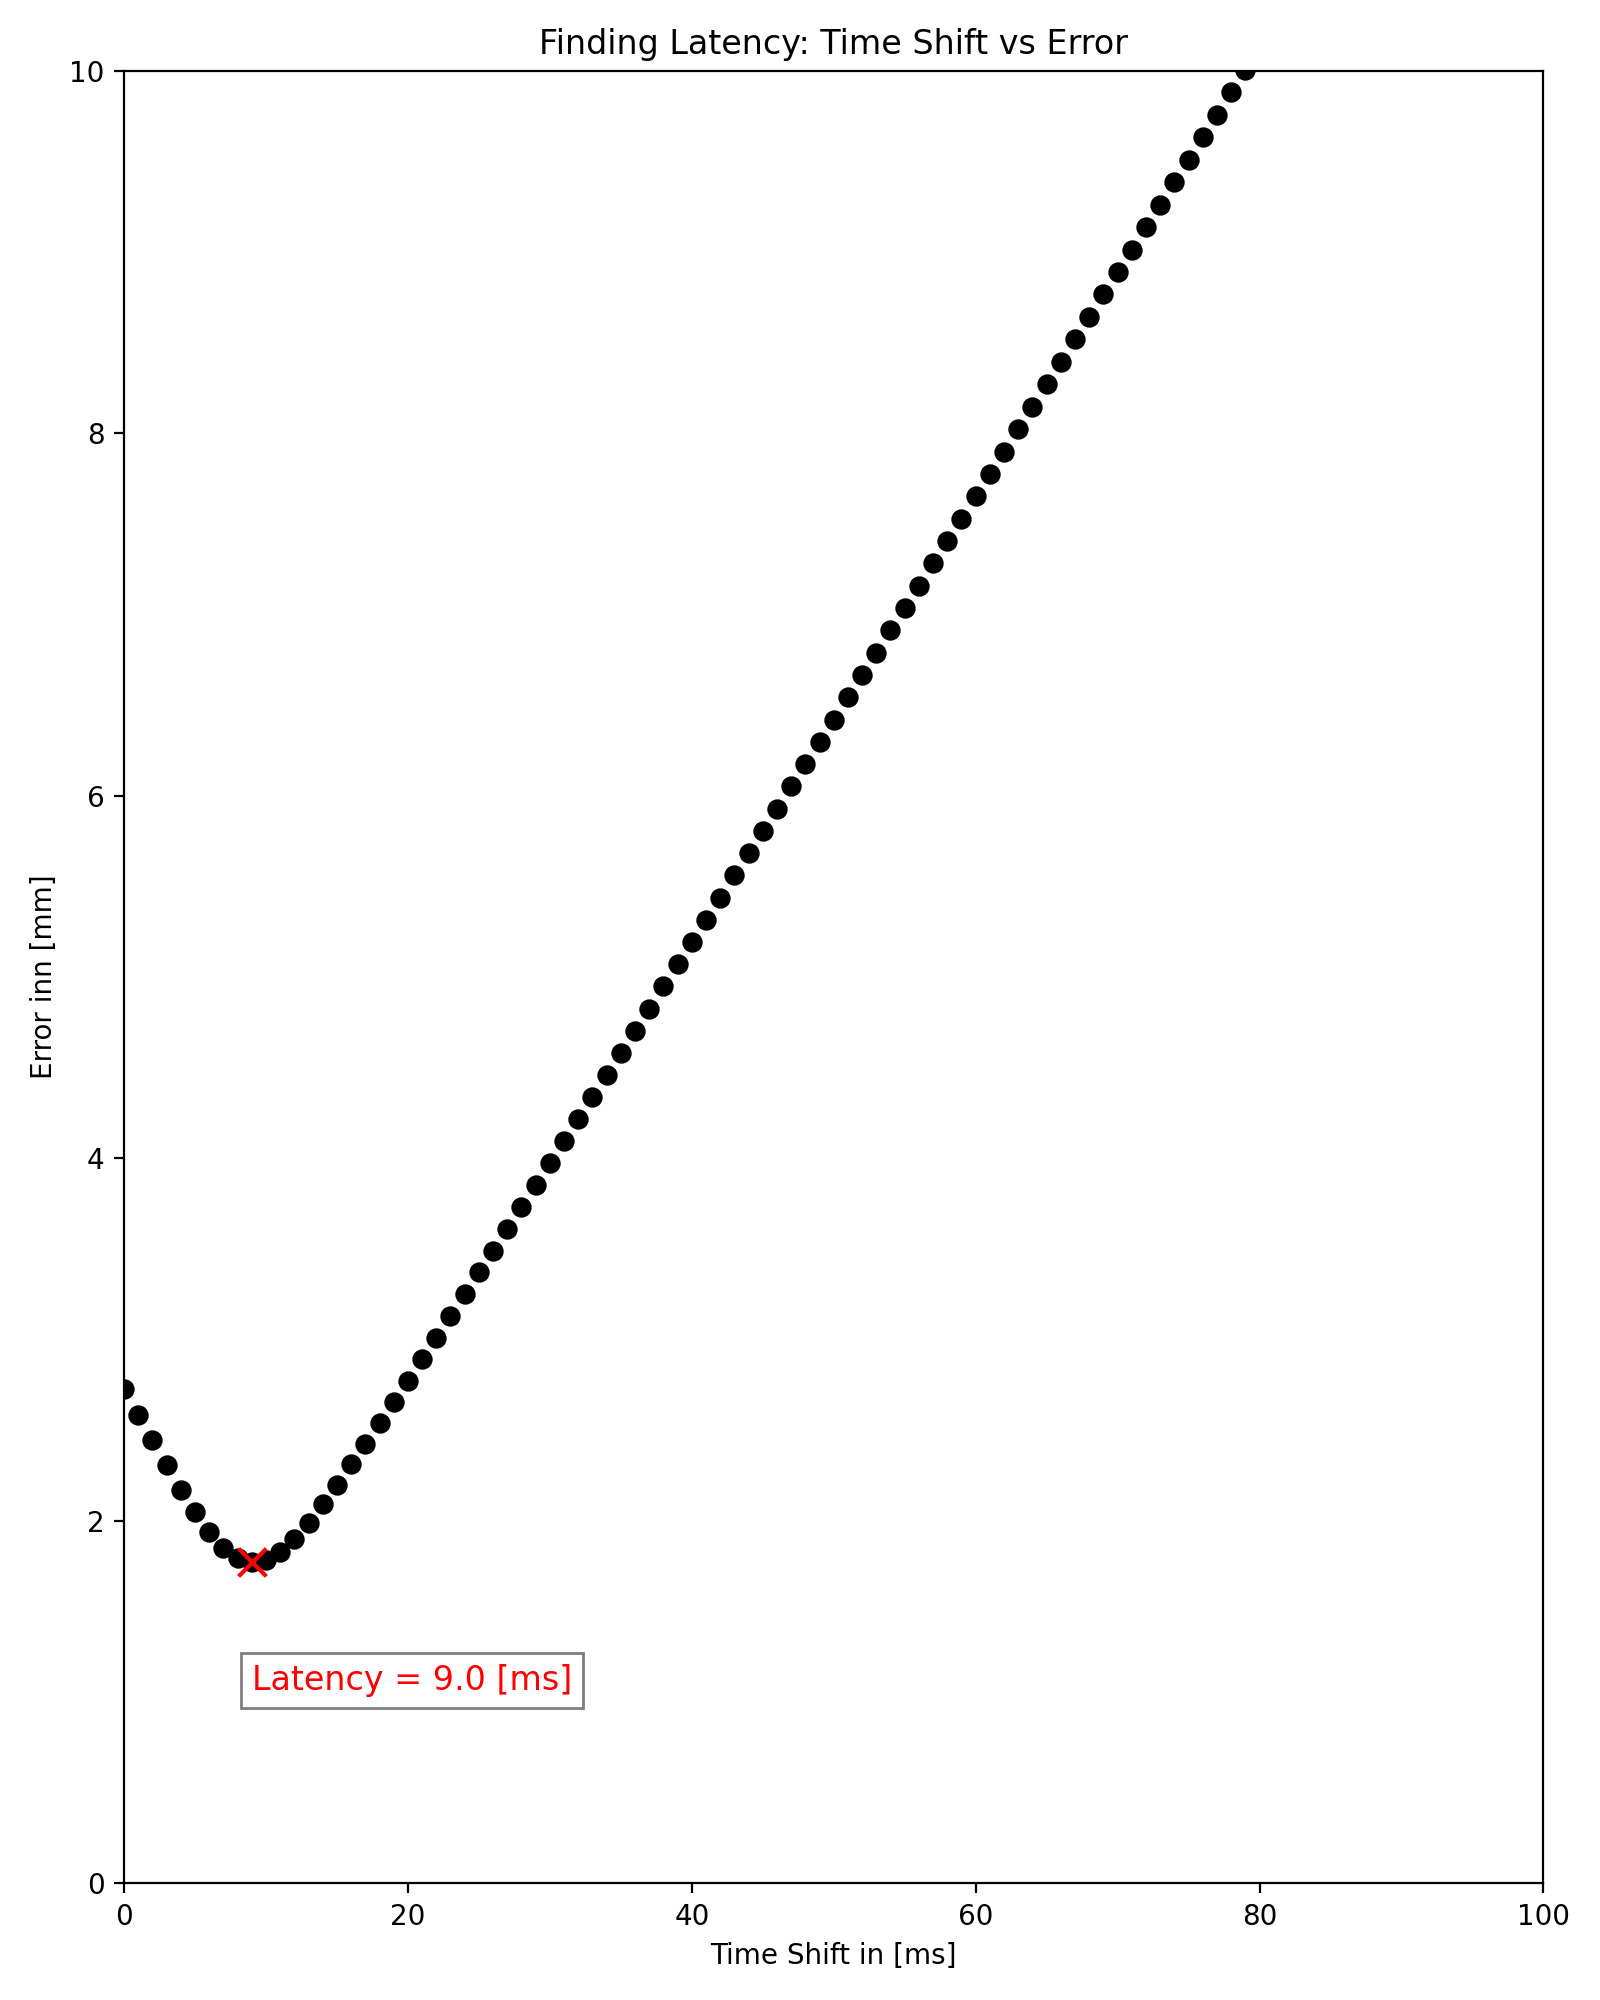 Finding Latency: Time Shift vs Error
10
8
6
4
2
0
Error inn [mm]
Latency = 9.0 [ms]
0 20 40 60 80 100
Time Shift in [ms]